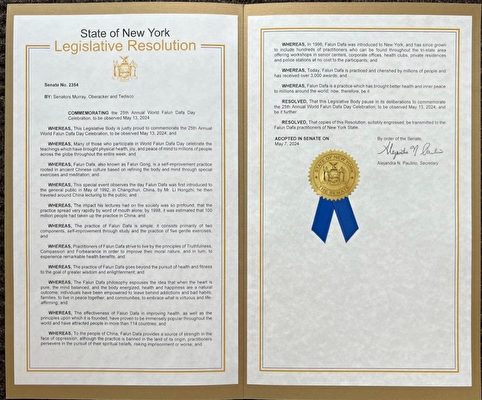 State of New York
Legislative Resolution
Senate No. 2354
BY: Senators Murray, Oberacker and Tedisco
COMMEMORATING the 25th Annual World Falun Dafa Day
Celebration, to be observed May 13, 2024
WHEREAS, This Legislative Body is justly proud to commemorate the 25th Annual
World Falun Dafa Day Celebration, to be observed May 13, 2024; and
WHEREAS, Many of those who participate in World Falun Dafa Day celebrate the
teachings which have brought physical health, joy, and peace of mind to millions of people
across the globe throughout the entire week; and
WHEREAS, Falun Dafa, also known as Falun Gong, is a self-improvement practice
rooted in ancient Chinese culture based on refining the body and mind through special
exercises and meditation; and
WHEREAS, This special event observes the day Falun Dafa was first introduced to
the general public in May of 1992, in Changchun, China, by Mr. Li Hongzhi; he then
traveled around China lecturing to the public; and
WHEREAS, The impact his lectures had on the society was so profound, that the
practice spread very rapidly by word of mouth alone; by 1998, it was estimated that 100
million people had taken up the practice in China; and
WHEREAS, The practice of Falun Dafa is simple; it consists primarily of two
components, self-improvement through study and the practice of five gentle exercises;
and
WHEREAS, Practitioners of Falun Dafa strive to live by the principles of Truthfulness,
Compassion and Forbearance in order to improve their moral nature, and in turn, to
experience remarkable health benefits; and
WHEREAS, The practice of Falun Dafa goes beyond the pursuit of health and fitness
to the goal of greater wisdom and enlightenment; and
WHEREAS, The Falun Dafa philosophy espouses the idea that when the heart is
pure, the mind balanced, and the body energized, health and happiness are a natural
outcome; individuals have been empowered to leave behind addictions and bad habits;
families, to live in peace together; and communities, to embrace what is virtuous and life-
affirming; and
WHEREAS, The effectiveness of Falun Dafa in improving health, as well as the
principles upon which it is founded, have proven to be immensely popular throughout the
world and have attracted people in more than 114 countries; and
WHEREAS, To the people of China, Falun Dafa provides a source of strength in the
face of oppression; although the practice is banned in the land of its origin, practitioners
persevere in the pursuit of their spiritual beliefs, risking imprisonment or worse; and
WHEREAS, In 1996, Falun Dafa was introduced to New York, and has since grown
to include hundreds of practitioners who can be found throughout the tri-state area
offering workshops in senior centers, corporate offices, health clubs, private residences
and police stations at no cost to the participants; and
WHEREAS, Today, Falun Dafa is practiced and cherished by millions of people and
has received over 3,000 awards; and
WHEREAS, Falun Dafa is a practice which has brought better health and inner peace
to millions around the world; now, therefore, be it
RESOLVED, That this Legislative Body pause in its deliberations to commemorate
the 25th Annual World Falun Dafa Day Celebration, to be observed May 13, 2024; and
be it further
RESOLVED, That copies of this Resolution, suitably engrossed, be transmitted to the
Falun Dafa practitioners of New York State.
ADOPTED IN SENATE ON
May 7, 2024
By order of the Senate,
Alejandra N. Paulino, Secretary